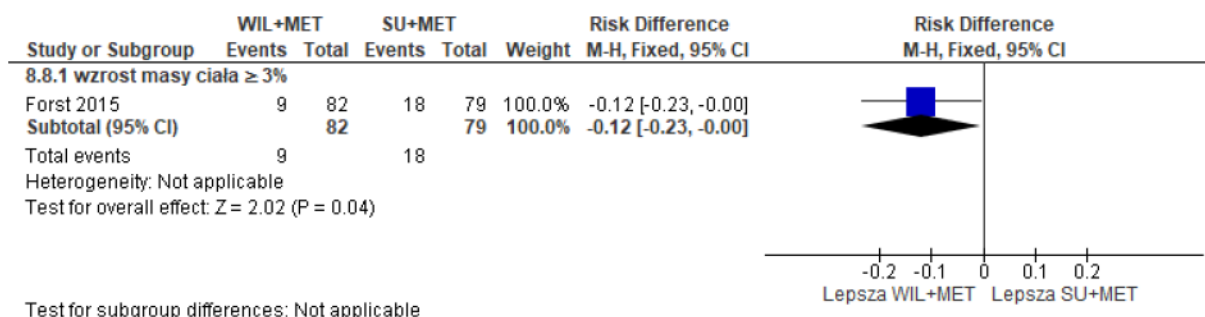 WIL+MET SU+MET Risk Difference Risk Difference
Study or Subgroup Events Total Events Total Weight M-H, Fixed, 95% CI M-H, Fixed, 95% CI
8.8.1 wzrost masy ciała ≥ 3%
Forst 2015 9 82 18 79 100.0% -0.12 [-0.23, -0.00]
Subtotal (95% CI) 82 79 100.0% -0.12 [-0.23, -0.00]
Total events 9 18
Heterogeneity: Not applicable
Test for overall effect: Z = 2.02 (P = 0.04)
-0.2 -0.1 0 0.1 0.2
Lepsza WIL+MET Lepsza SU+MET
Test for subgroup differences: Not applicable